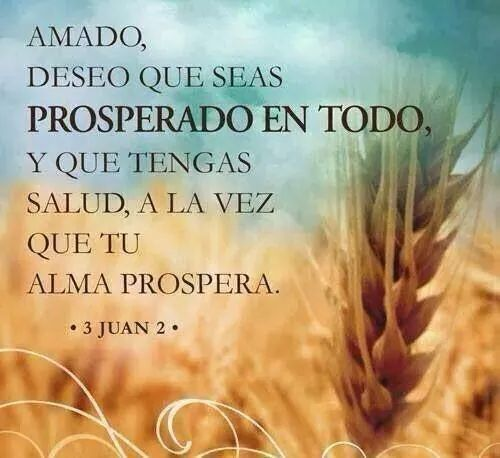 AMADO,
DESEO QUE SEAS
PROSPERADO EN TODO,
Y QUE TENGAS
SALUD, A LA VEZ
QUE TU
ALMA PROSPERA.
• 3 JUAN 2 •